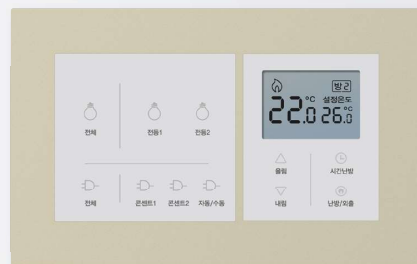 전체
전등1
전등2
전체
콘센트1
콘센트2
자동/수동
방2
22.0°C
설정온도
26.0°C
올림
시간난방
내림
난방/외출